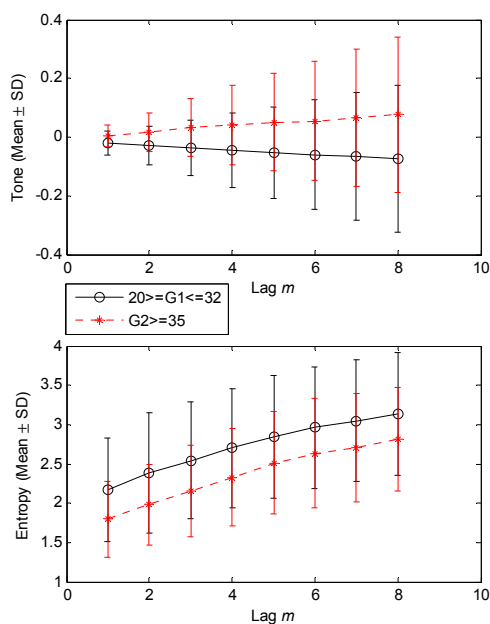 0.4
0.2
0
-0.2
-0.4
Tone (Mean ± SD)
0 2 4 6 8 10
Lag m
20>=G1<=32
G2>=35
4
3.5
3
2.5
2
1.5
1
Entropy (Mean ± SD)
0 2 4 6 8 10
Lag m